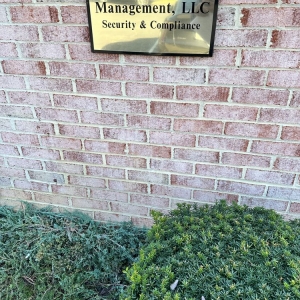 Management, LLC
Security & Compliance